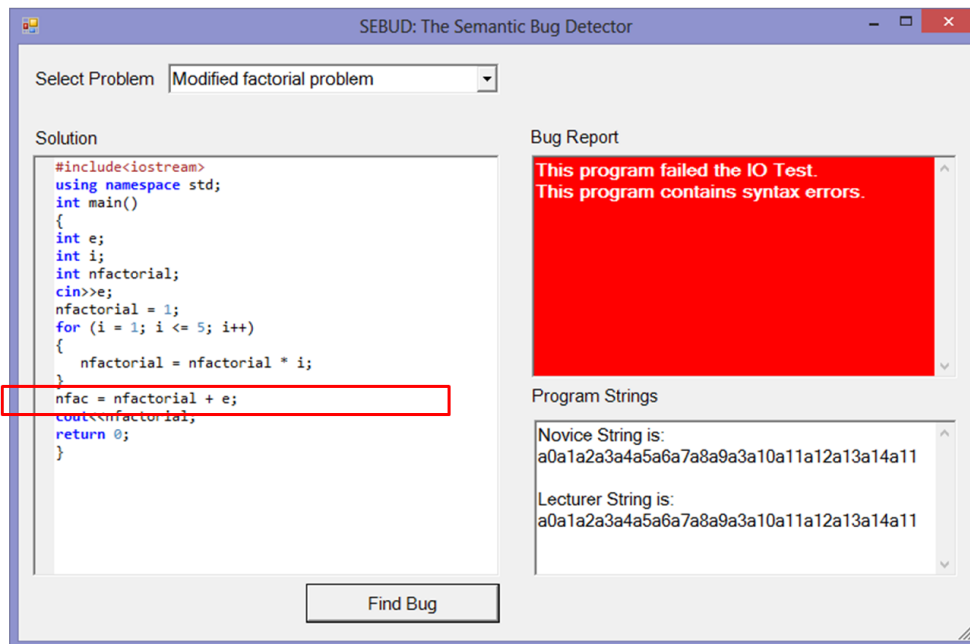 SEBUD: The Semantic Bug Detector
Select Problem Modified factorial problem
Solution
#include<iostream>
using namespace std;
int main()
{
int e;
int i;
int nfactorial;
cin>>e;
nfactorial = 1;
for (i = 1; i <= 5; i++)
{
nfactorial = nfactorial * i;
}
nfac = nfactorial + e;
cout<<nfactorial;
return 0;
}
Bug Report
This program failed the IO Test.
This program contains syntax errors.
Program Strings
Novice String is:
a0a1a2a3a4a5a6a7a8a9a3a10a11a12a13a14a11
Lecturer String is:
a0a1a2a3a4a5a6a7a8a9a3a10a11a12a13a14a11
Find Bug